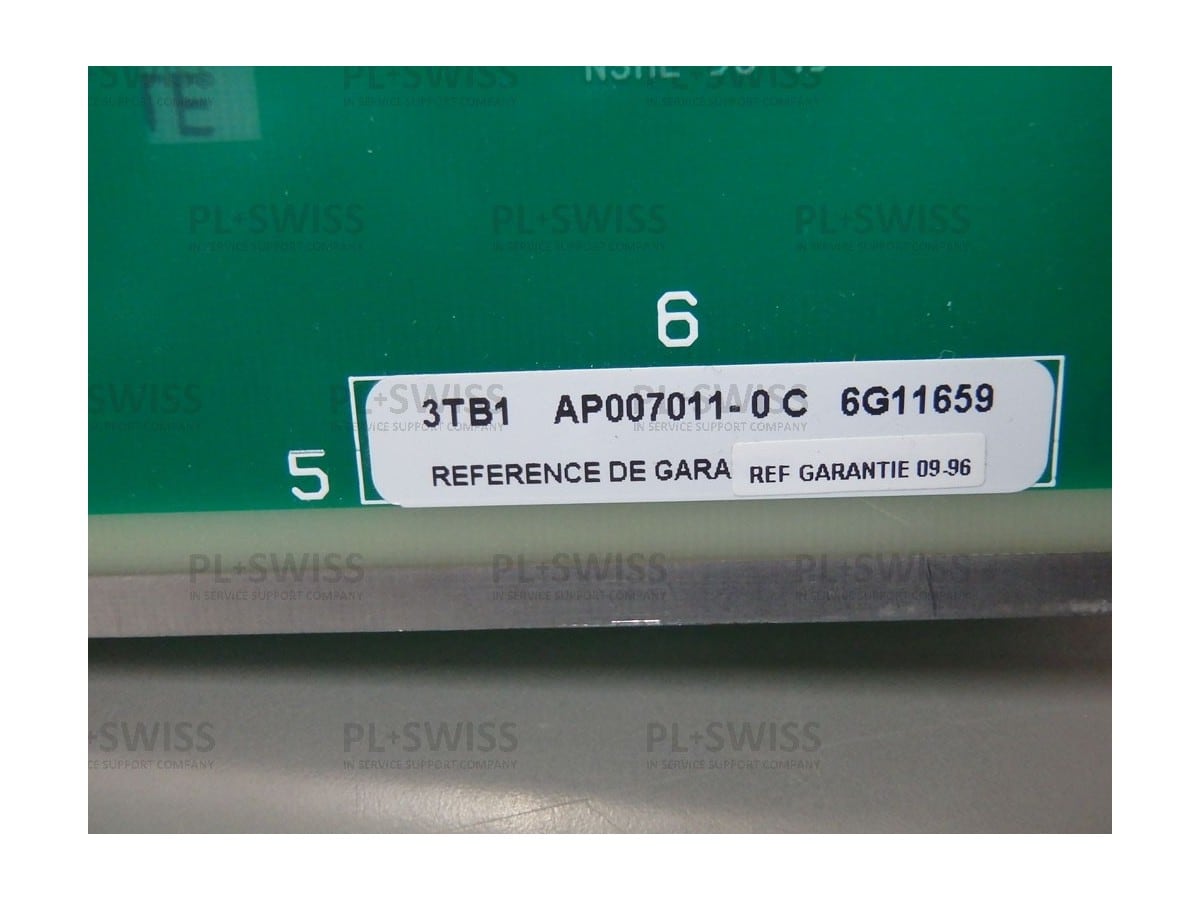 TE
6
3TB1 AP007011- 0 C 6G11659
5
REFERENCE DE GARA REF GARANTIE 09-96
PL+SWISS
IN SERVICE SUPPORT COMPANY